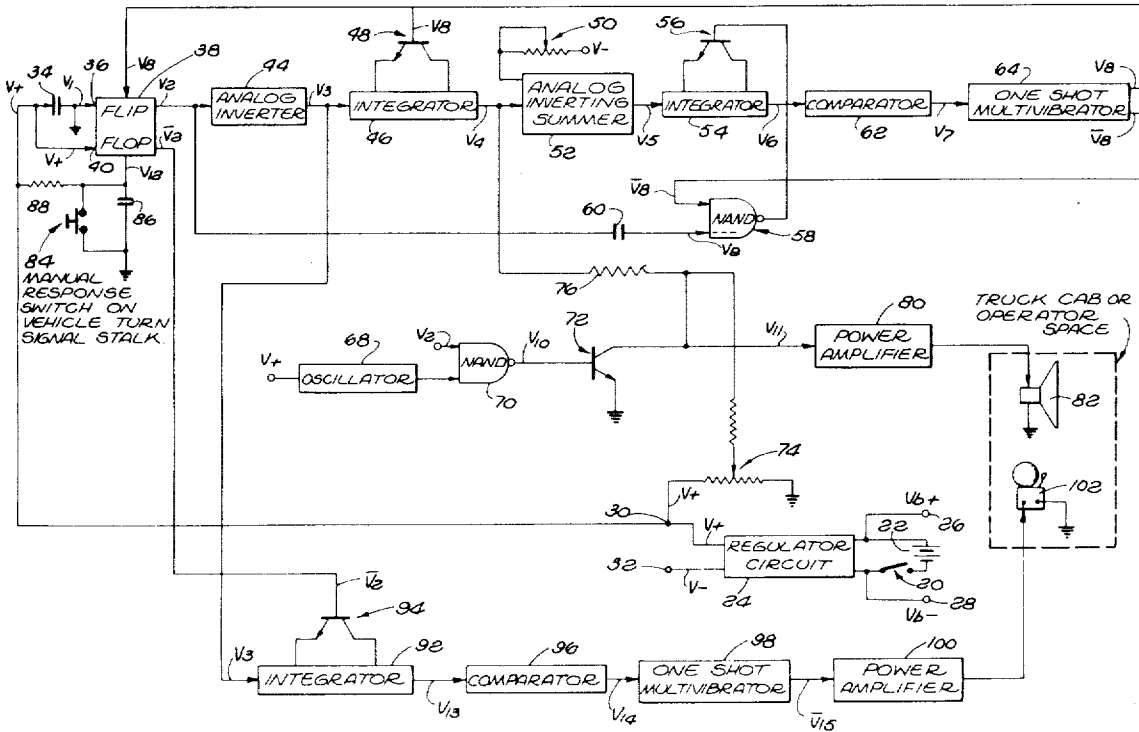 V+
34
V1
36
V8
38
FLIP
FLOP
40
V+
V2
V̅2
V12
88
84
86
MANUAL
RESPONSE
SWITCH ON
VEHICLE TURN
SIGNAL STALK.
44
ANALOG
INVERTER
V3
48
V8
INTEGRATOR
46
V4
50
V-
ANALOG
INVERTING
SUMMER
52
V5
56
INTEGRATOR
54
V6
COMPARATOR
62
V7
64
ONE SHOT
MULTIVIBRATOR
V8
V̅8
V̅8
60
NAND
58
V9
76
V+
68
OSCILLATOR
V2
NAND
70
V10
72
V11
80
POWER
AMPLIFIER
TRUCK CAB OR
OPERATOR
SPACE
82
102
74
V+
30
V+
32
V-
REGULATOR
CIRCUIT
24
Vb+
22
26
20
28
Vb-
V̅2
94
V3
92
INTEGRATOR
V13
96
COMPARATOR
V14
98
ONE SHOT
MULTIVIBRATOR
V̅15
100
POWER
AMPLIFIER